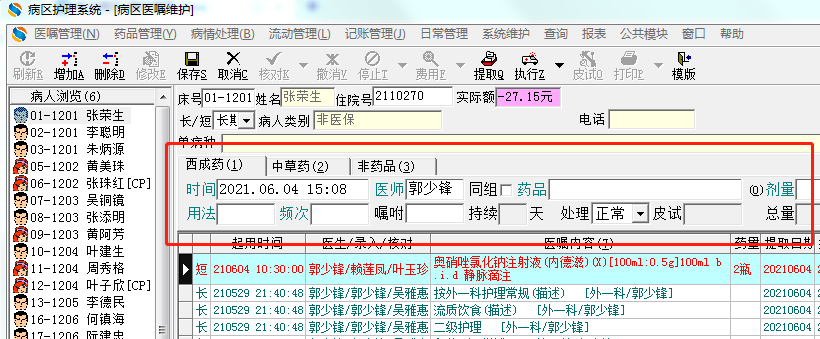 病区护理系统 - [病区医嘱维护]
医嘱管理(N) 药品管理(Y) 病情处理(B) 流动管理(L) 记账管理(J) 日常管理 系统维护 查询 报表 公共模块 窗口 帮助
刷新R 增加A 删除D 修改E 保存S 取消C 核对K 撤消V 停止T 费用F 提取Q 执行Z 皮试O 打印P 模版
病人浏览(6)
床号 01-1201 姓名 张荣生 住院号 2110270 实际额 -27.15元
长/短 长期 病人类别 非医保 电话
单病种
01-1201 张荣生
02-1201 李聪明
03-1201 朱炳源
05-1202 黄美珠
06-1202 张珠红[CP]
07-1203 吴铜镜
08-1203 张添明
09-1203 黄阿芳
10-1204 叶建生
11-1204 周秀格
12-1204 叶子欣[CP]
13-1206 李德民
16-1206 何镇海
17-1206 阮建忠
西成药(1) 中草药(2) 非药品(3)
时间 2021.06.04 15:08 医师 郭少锋 同组 药品 (0) 剂量
用法 频次 嘱咐 持续 天 处理 正常 皮试 总量
起用时间 医生/录入/核对 医嘱内容(7) 药量 提取日期
短 210604 10:30:00 郭少锋/赖莲凤/叶玉珍 奥硝唑氯化钠注射液(内德滋)(X)[100ml:0.5g]100ml b.i.d 静脉滴注 2瓶 20210604
长 210529 21:40:48 郭少锋/郭少锋/吴雅惠 按外一科护理常规(描述) [外一科/郭少锋] 20210604
长 210529 21:40:48 郭少锋/郭少锋/吴雅惠 流质饮食(描述) [外一科/郭少锋] 20210604
长 210529 21:40:48 郭少锋/郭少锋/吴雅惠 二级护理 [外一科/郭少锋] 20210604